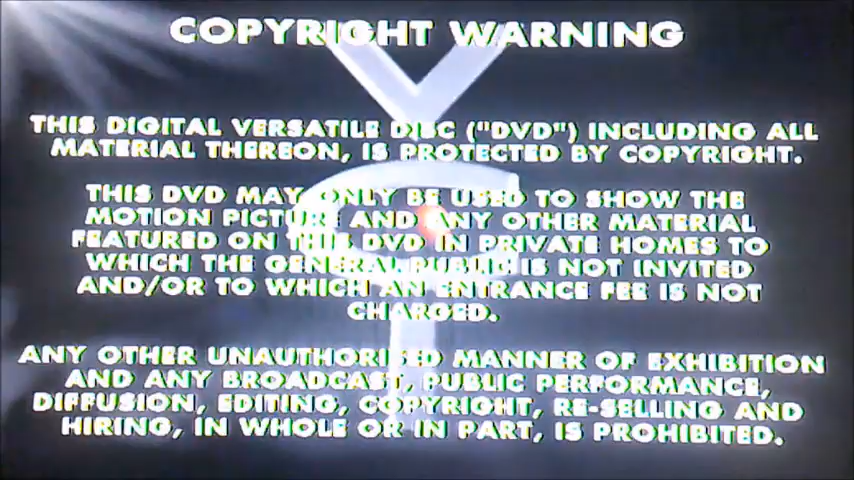 COPYRIGHT WARNING
THIS DIGITAL VERSATILE DISC ("DVD") INCLUDING ALL
MATERIAL THEREON, IS PROTECTED BY COPYRIGHT.
THIS DVD MAY ONLY BE USED TO SHOW THE
MOTION PICTURE AND ANY OTHER MATERIAL
FEATURED ON THIS DVD IN PRIVATE HOMES TO
WHICH THE GENERAL PUBLIC IS NOT INVITED
AND/OR TO WHICH AN ENTRANCE FEE IS NOT
CHARGED.
ANY OTHER UNAUTHORISED MANNER OF EXHIBITION
AND ANY BROADCAST, PUBLIC PERFORMANCE,
DIFFUSION, EDITING, COPYRIGHT, RE-SELLING AND
HIRING, IN WHOLE OR IN PART, IS PROHIBITED.